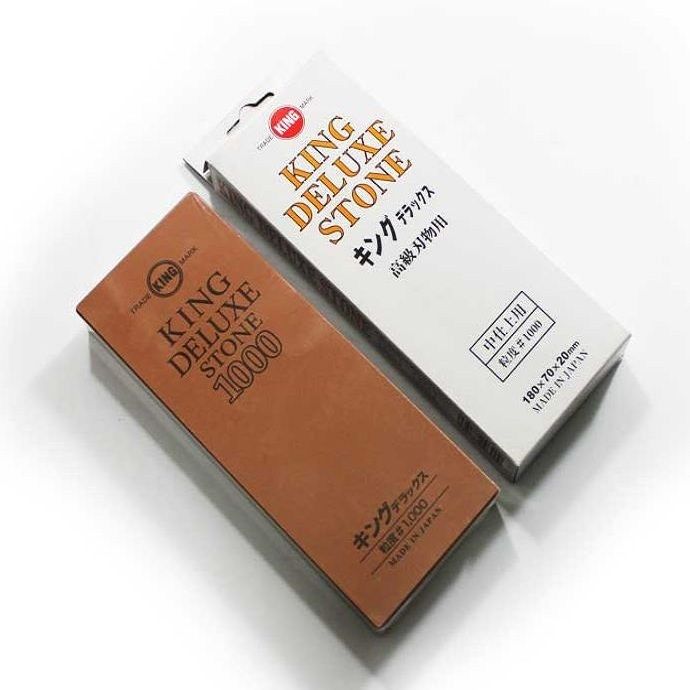 TRADE KING MARK
KING
DELUXE
STONE
キング デラックス
高級刃物用
中仕上用
粒度#1000
180×70×20mm
MADE IN JAPAN
TRADE KING MARK
KING
DELUXE
STONE
1000
キングデラックス
粒度#1,000
MADE IN JAPAN